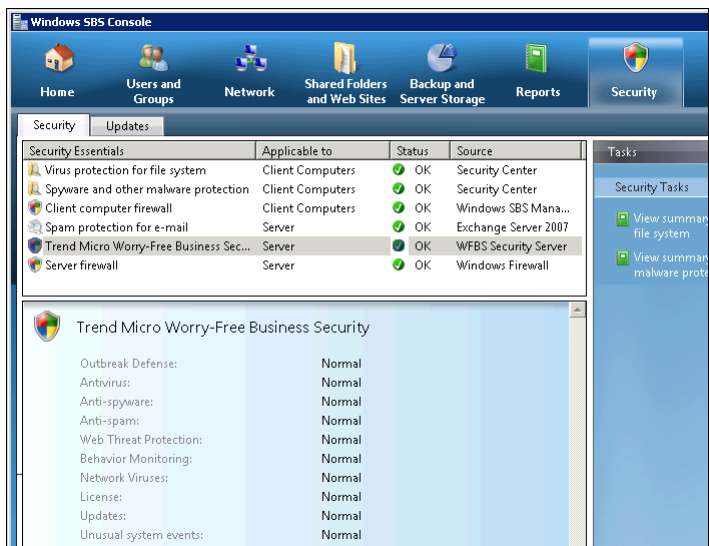 Windows SBS Console
Home
Users and
Groups
Network
Shared Folders
and Web Sites
Backup and
Server Storage
Reports
Security
Security Updates
Security Essentials Applicable to Status Source
Virus protection for file system Client Computers OK Security Center
Spyware and other malware protection Client Computers OK Security Center
Client computer firewall Client Computers OK Windows SBS Mana...
Spam protection for e-mail Server OK Exchange Server 2007
Trend Micro Worry-Free Business Sec... Server OK WFBS Security Server
Server firewall Server OK Windows Firewall
Tasks
Security Tasks
View summar
file system
View summar
malware prote
Trend Micro Worry-Free Business Security
Outbreak Defense: Normal
Antivirus: Normal
Anti-spyware: Normal
Anti-spam: Normal
Web Threat Protection: Normal
Behavior Monitoring: Normal
Network Viruses: Normal
License: Normal
Updates: Normal
Unusual system events: Normal